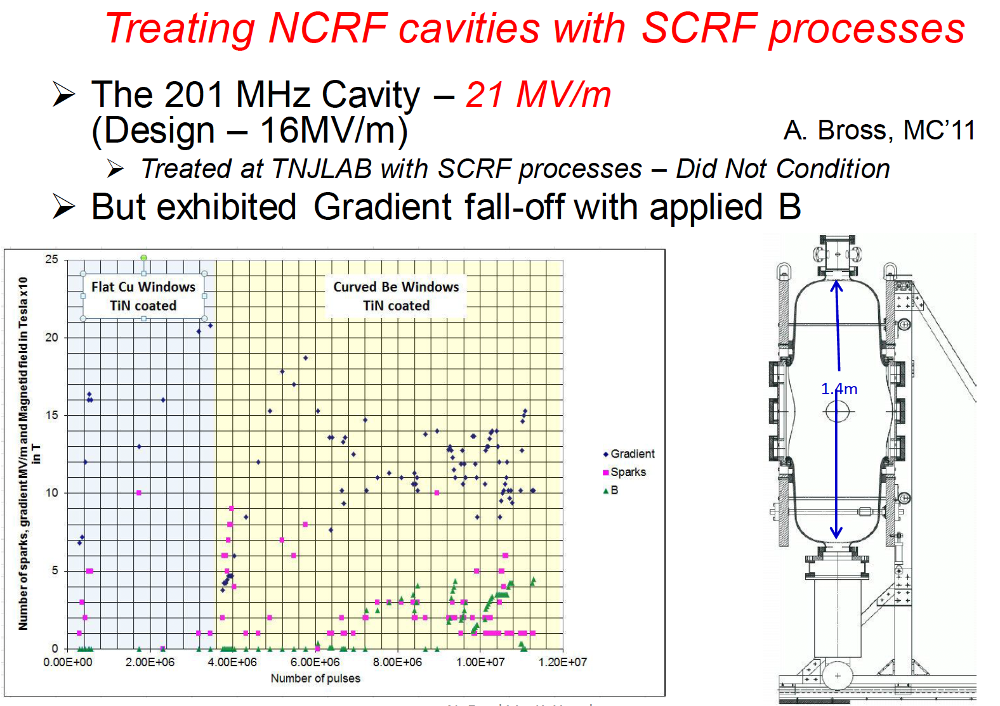 Treating NCRF cavities with SCRF processes
➢ The 201 MHz Cavity – 21 MV/m
(Design – 16MV/m)
A. Bross, MC'11
➢ Treated at TNJLAB with SCRF processes – Did Not Condition
➢ But exhibited Gradient fall-off with applied B
Number of sparks, gradient MV/m and Magnetid field in Tesla x 10
in T
25
20
15
10
5
0
Flat Cu Windows
TiN coated
Curved Be Windows
TiN coated
Gradient
Sparks
B
0.00E+00 2.00E+06 4.00E+06 6.00E+06 8.00E+06 1.00E+07 1.20E+07
Number of pulses
1.4m